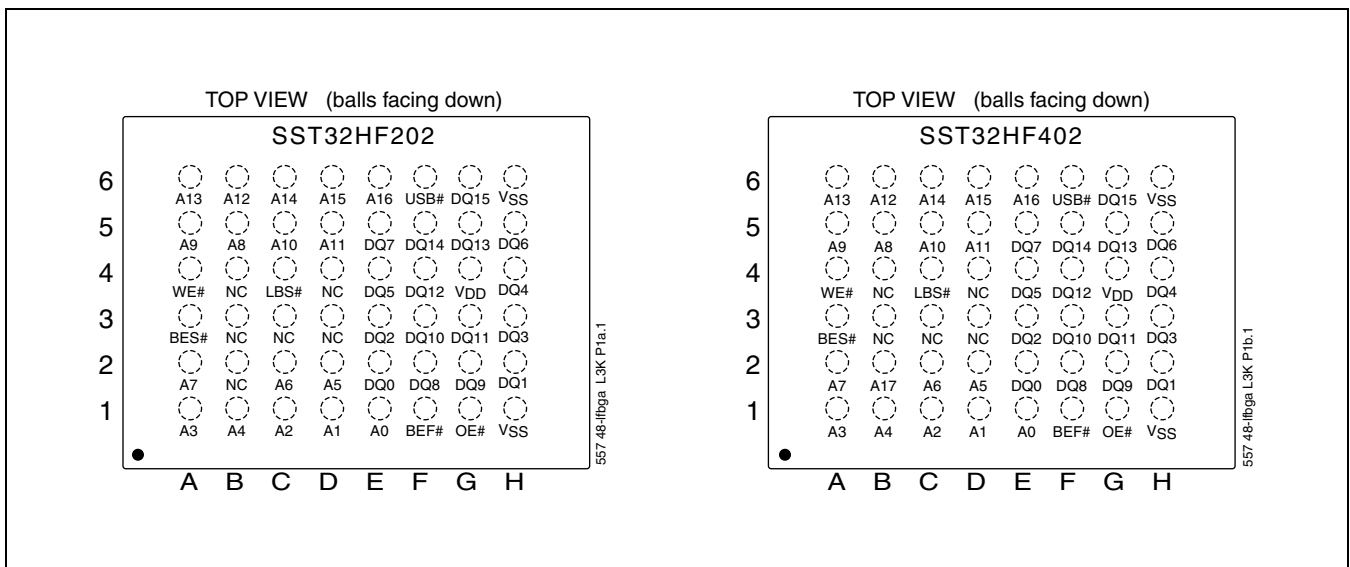 TOP VIEW (balls facing down)
SST32HF202
6
A13 A12 A14 A15 A16 USB# DQ15 VSS
5
A9 A8 A10 A11 DQ7 DQ14 DQ13 DQ6
4
WE# NC LBS# NC DQ5 DQ12 VDD DQ4
3
BES# NC NC NC DQ2 DQ10 DQ11 DQ3
2
A7 NC A6 A5 DQ0 DQ8 DQ9 DQ1
1
A3 A4 A2 A1 A0 BEF# OE# VSS
A B C D E F G H
557 48-lfbga L3K P1a.1
TOP VIEW (balls facing down)
SST32HF402
6
A13 A12 A14 A15 A16 USB# DQ15 VSS
5
A9 A8 A10 A11 DQ7 DQ14 DQ13 DQ6
4
WE# NC LBS# NC DQ5 DQ12 VDD DQ4
3
BES# NC NC NC DQ2 DQ10 DQ11 DQ3
2
A7 A17 A6 A5 DQ0 DQ8 DQ9 DQ1
1
A3 A4 A2 A1 A0 BEF# OE# VSS
A B C D E F G H
557 48-lfbga L3K P1b.1